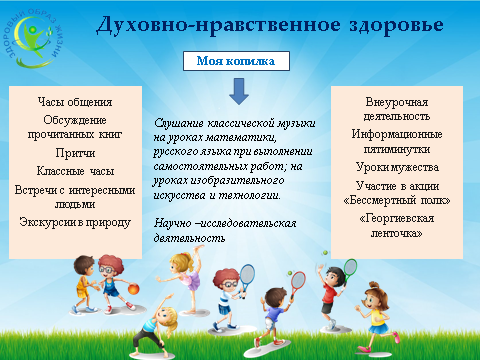 ЗДОРОВЫЙ ОБРАЗ ЖИЗНИ
Духовно-нравственное здоровье
Моя копилка
Часы общения
Обсуждение
прочитанных книг
Притчи
Классные часы
Встречи с интересными
людьми
Экскурсии в природу
Слушание классической музыки
на уроках математики,
русского языка при выполнении
самостоятельных работ; на
уроках изобразительного
искусства и технологии.
Научно –исследовательская
деятельность
Внеурочная
деятельность
Информационные
пятиминутки
Уроки мужества
Участие в акции
«Бессмертный полк»
«Георгиевская
ленточка»